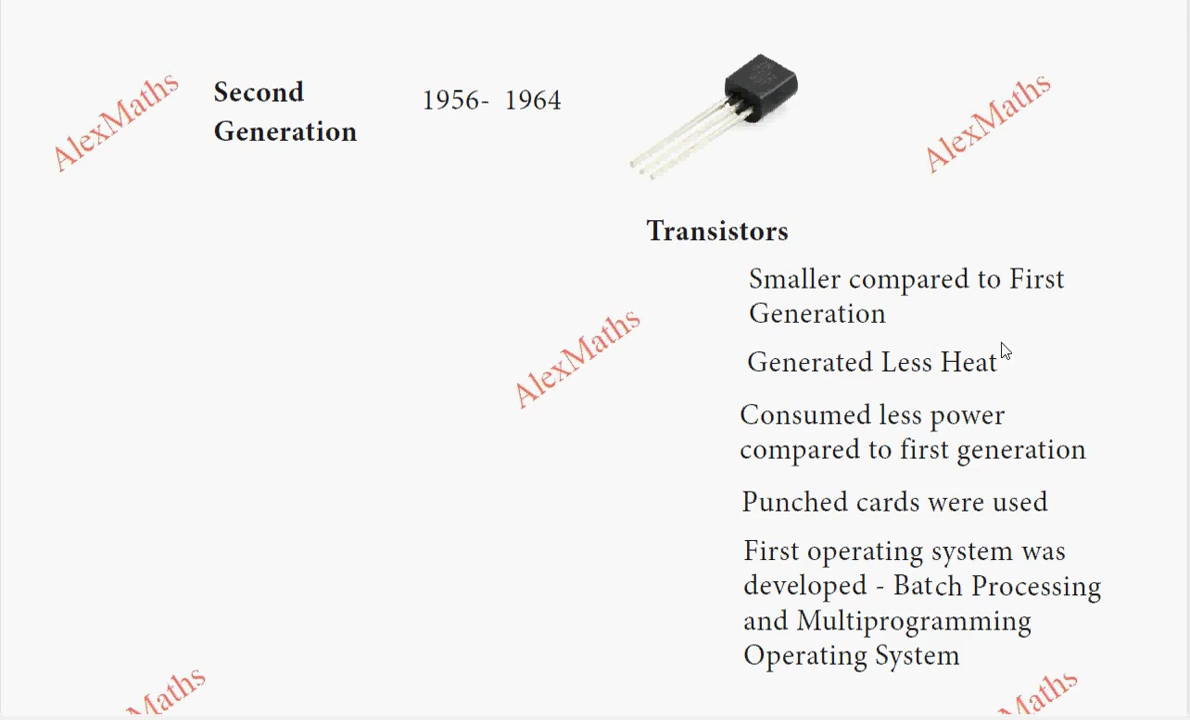 AlexMaths
Second
Generation
1956- 1964
AlexMaths
Transistors
Smaller compared to First
Generation
Generated Less Heat
AlexMaths
Consumed less power
compared to first generation
Punched cards were used
First operating system was
developed - Batch Processing
and Multiprogramming
Operating System
Maths
Maths